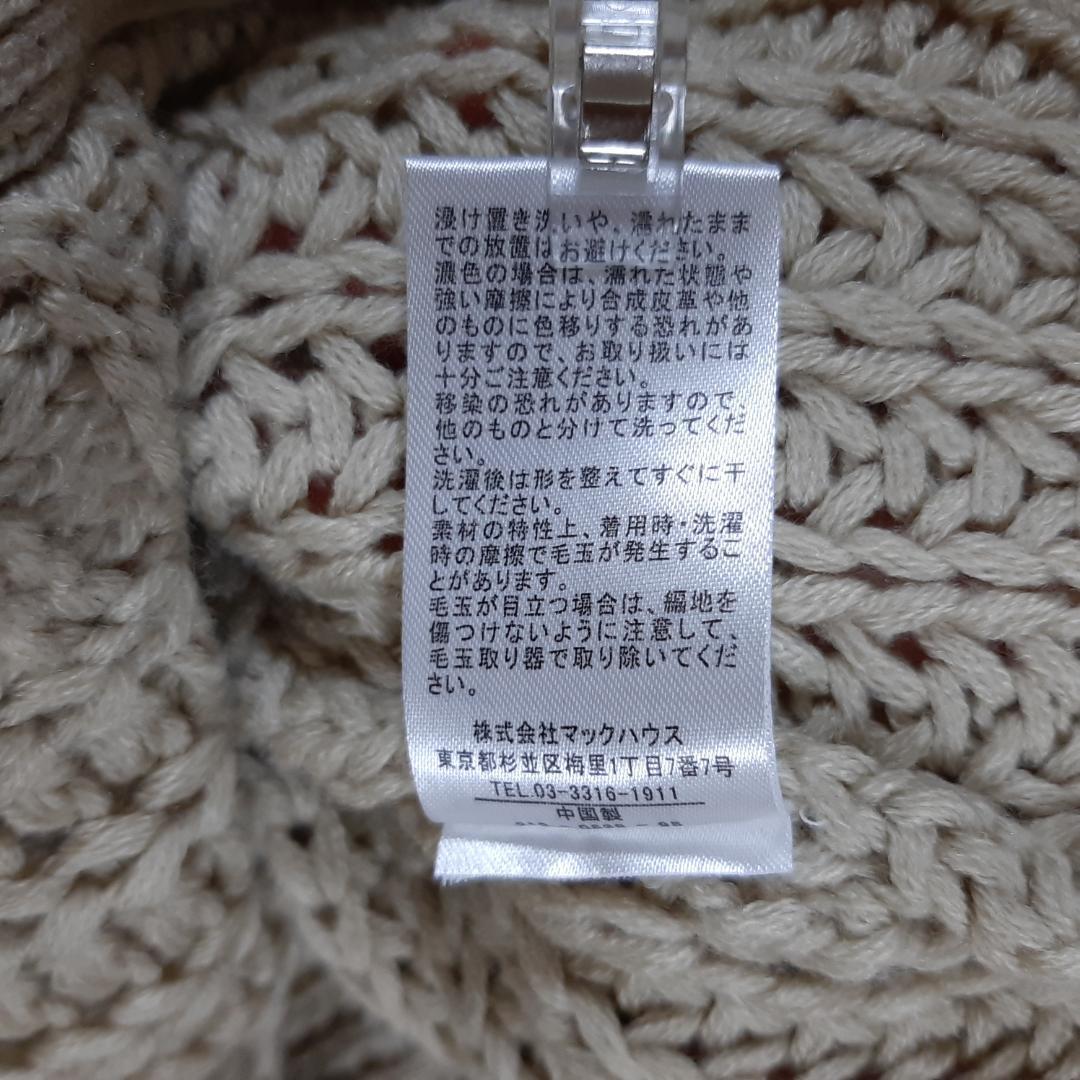 浸け置き洗いや、濡れたまま
での放置はお避けください。
濃色の場合は、濡れた状態や
強い摩擦により合成皮革や他
のものに色移りする恐れがあ
りますので、お取り扱いには
十分ご注意ください。
移染の恐れがありますので、
他のものと分けて洗ってくだ
さい。
洗濯後は形を整えてすぐに干
してください。
素材の特性上、着用時・洗濯
時の摩擦で毛玉が発生するこ
とがあります。
毛玉が目立つ場合は、編地を
傷つけないように注意して、
毛玉取り器で取り除いてくだ
さい。
株式会社マックハウス
東京都杉並区梅里1丁目7番7号
TEL.03-3316-1911
中国製